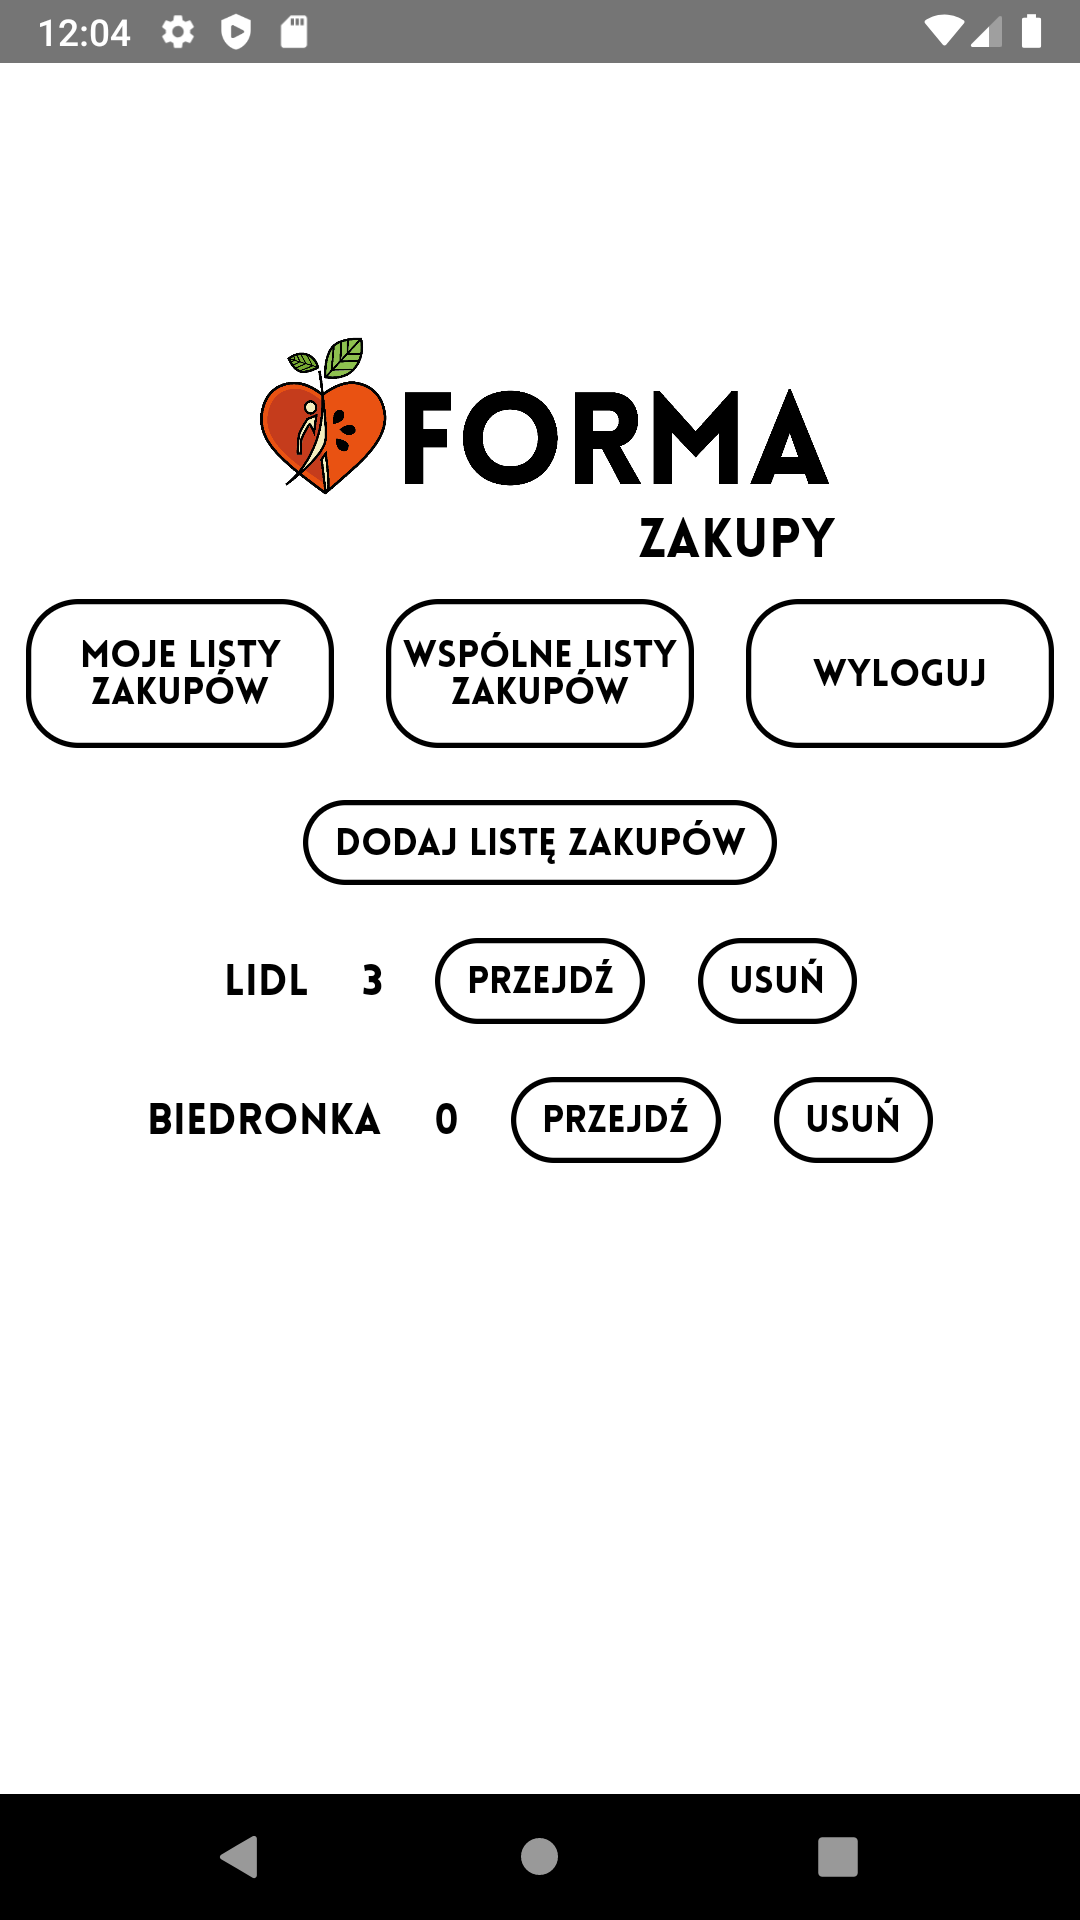 12:04
FORMA
ZAKUPY
MOJE LISTY
ZAKUPÓW
WSPÓLNE LISTY
ZAKUPÓW
WYLOGUJ
DODAJ LISTĘ ZAKUPÓW
LIDL 3 PRZEJDŹ USUŃ
BIEDRONKA 0 PRZEJDŹ USUŃ